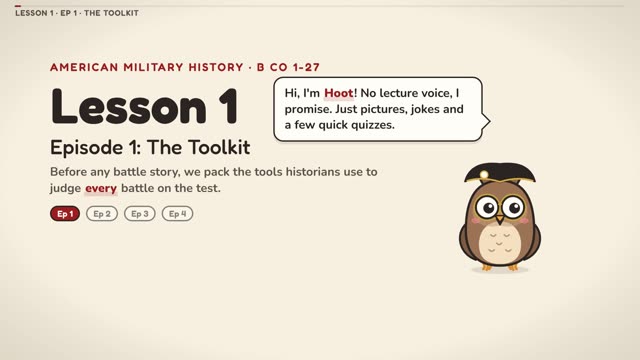 LESSON 1 · EP 1 · THE TOOLKIT
AMERICAN MILITARY HISTORY · B CO 1-27
Lesson 1
Episode 1: The Toolkit
Before any battle story, we pack the tools historians use to
judge every battle on the test.
Ep 1 Ep 2 Ep 3 Ep 4
Hi, I'm Hoot! No lecture voice, I
promise. Just pictures, jokes and
a few quick quizzes.